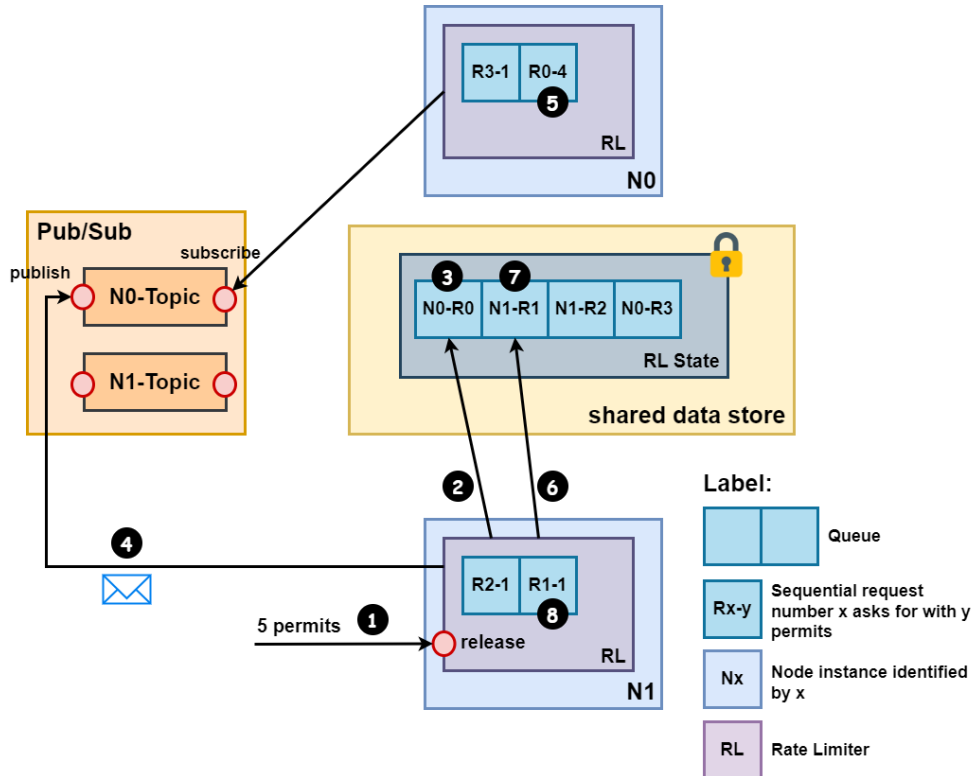 R3-1 R0-4
5
RL
N0
Pub/Sub
subscribe
publish
N0-Topic
N1-Topic
3 7
N0-R0 N1-R1 N1-R2 N0-R3
RL State
shared data store
2 6
4
R2-1 R1-1
8
5 permits 1
release
RL
N1
Label:
Queue
Rx-y
Sequential request
number x asks for with y
permits
Nx
Node instance identified
by x
RL
Rate Limiter